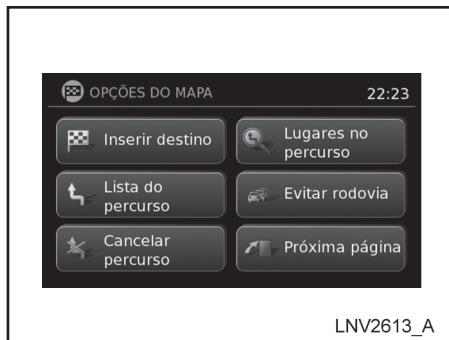 OPÇÕES DO MAPA 22:23
Inserir destino
Lugares no
percurso
Lista do
percurso
Evitar rodovia
Cancelar
percurso
Próxima página
LNV2613_A